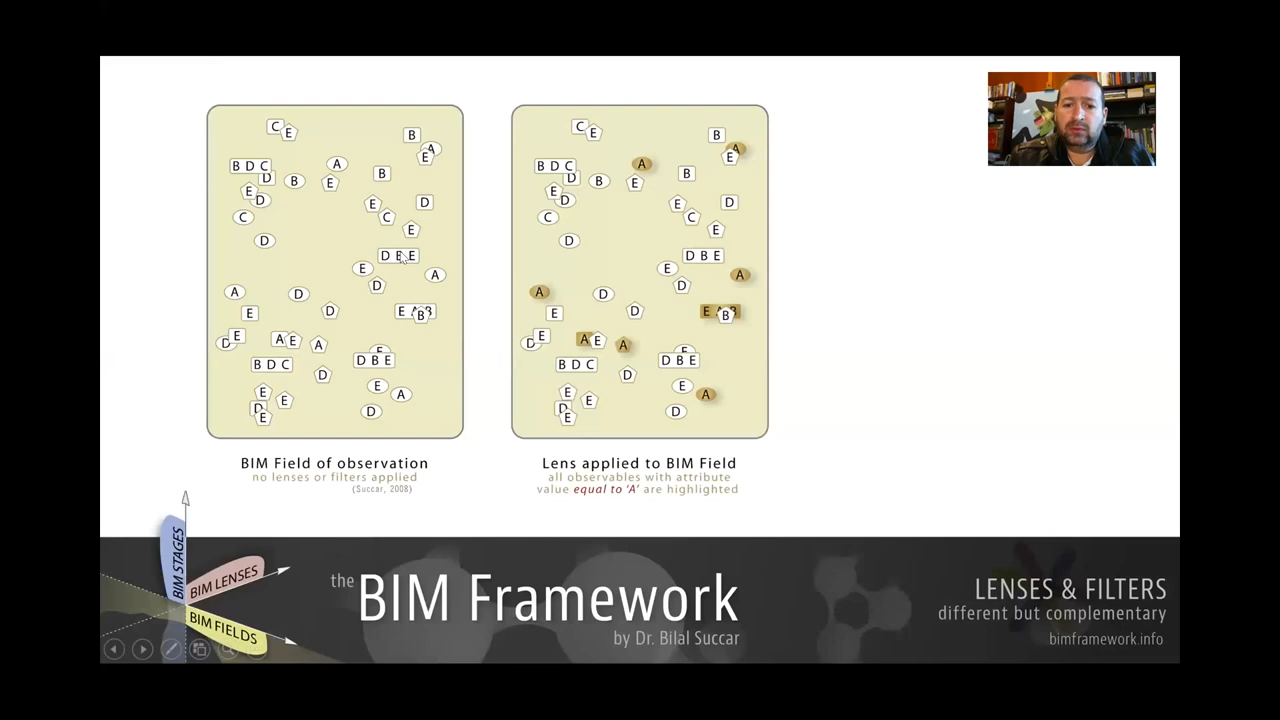 C E B A E
B D C A B E B
D E D E D
C C E
D D B E
E A
D
A D D E A B
E B
D E A E A E
B D C D B E
D E A
E E D
D E
C E B A E
B D C A B E B
D E D E D
C C E
D D B E
E A
D
A D D E A B
E B
D E A E A E
B D C D B E
D E A
E E D
D E
BIM Field of observation
no lenses or filters applied
(Succar, 2008)
Lens applied to BIM Field
all observables with attribute
value equal to 'A' are highlighted
BIM STAGES
BIM LENSES
BIM FIELDS
the BIM Framework
by Dr. Bilal Succar
LENSES & FILTERS
different but complementary
bimframework.info